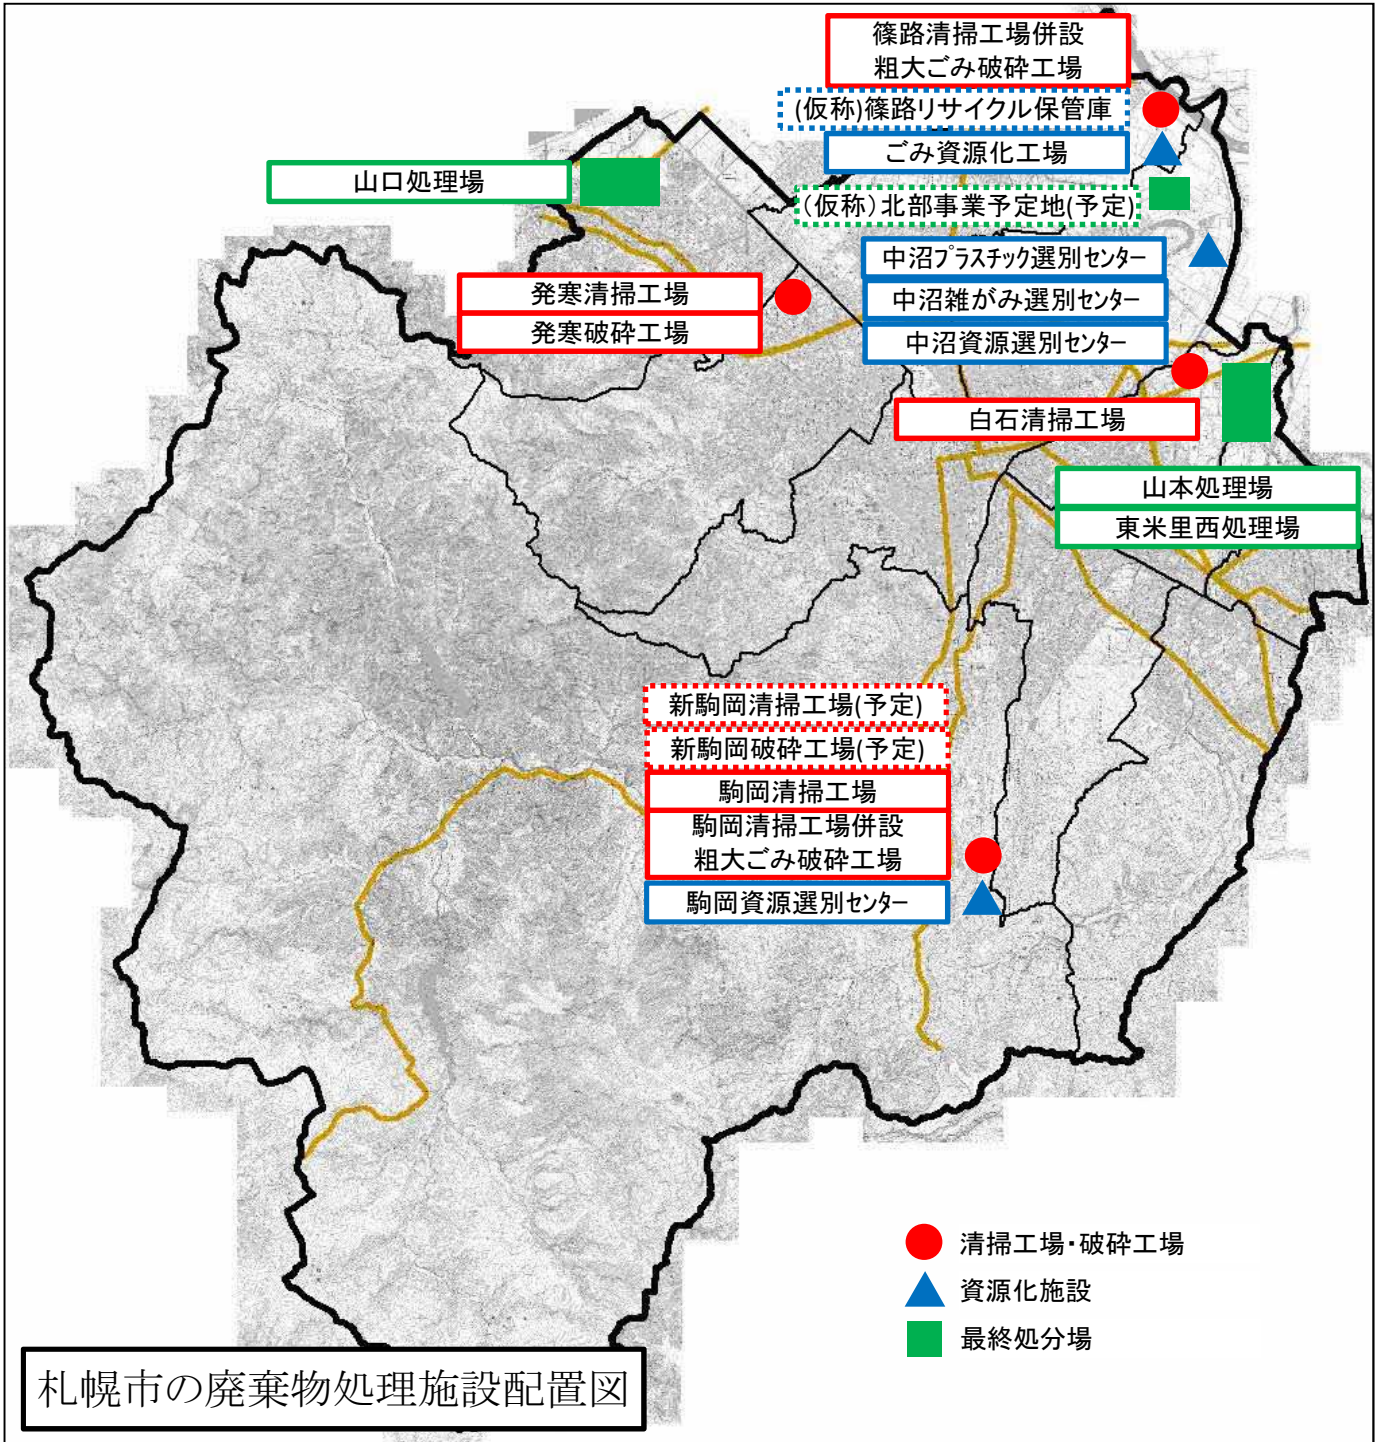 篠路清掃工場併設
粗大ごみ破砕工場
(仮称)篠路リサイクル保管庫
ごみ資源化工場
山口処理場
（仮称）北部事業予定地(予定)
中沼プラスチック選別センター
発寒清掃工場
中沼雑がみ選別センター
発寒破砕工場
中沼資源選別センター
白石清掃工場
山本処理場
東米里西処理場
新駒岡清掃工場(予定)
新駒岡破砕工場(予定)
駒岡清掃工場
駒岡清掃工場併設
粗大ごみ破砕工場
駒岡資源選別センター
清掃工場・破砕工場
資源化施設
最終処分場
札幌市の廃棄物処理施設配置図